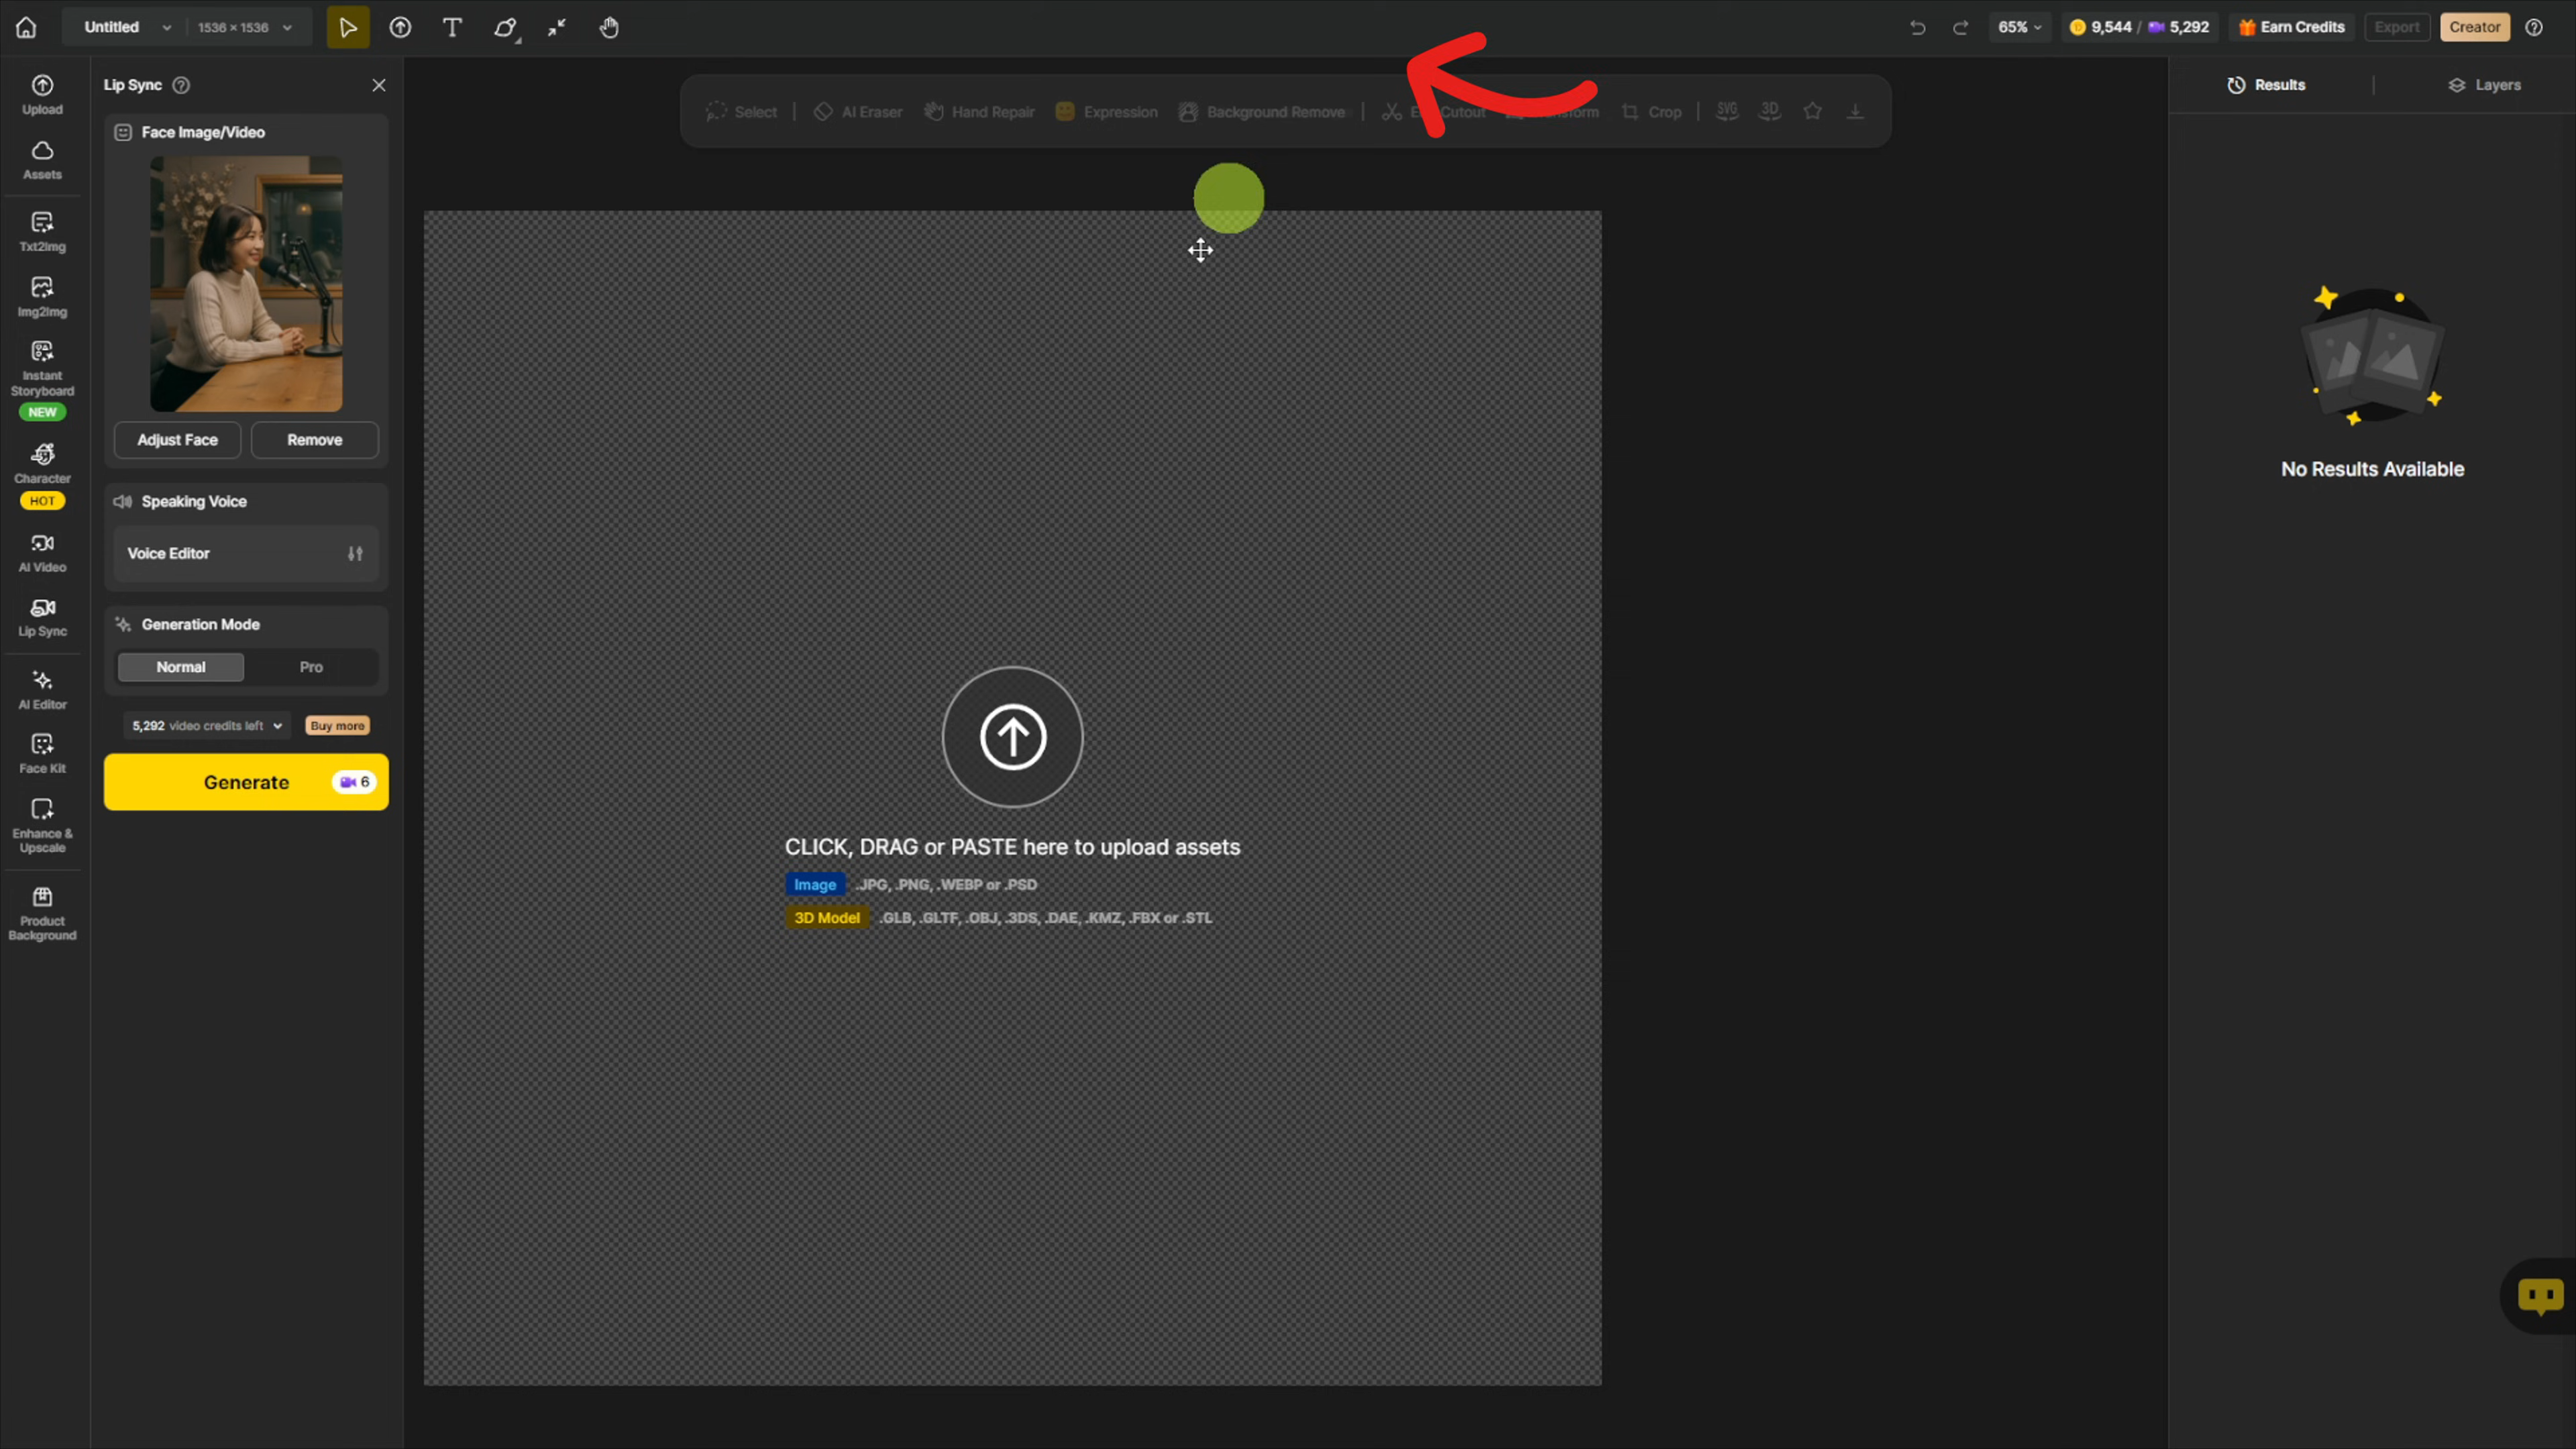 Untitled 1536 × 1536
65% 9,544 / 5,292 Earn Credits Export Creator
Upload
Assets
Txt2Img
Img2Img
Instant
Storyboard
NEW
Character
HOT
AI Video
Lip Sync
AI Editor
Face Kit
Enhance &
Upscale
Product
Background
Lip Sync
Face Image/Video
Adjust Face Remove
Speaking Voice
Voice Editor
Generation Mode
Normal Pro
5,292 video credits left Buy more
Generate 6
Select AI Eraser Hand Repair Expression Background Remove Cutout Crop SVG 3D
CLICK, DRAG or PASTE here to upload assets
Image .JPG, .PNG, .WEBP or .PSD
3D Model .GLB, .GLTF, .OBJ, .3DS, .DAE, .KMZ, .FBX or .STL
Results Layers
No Results Available